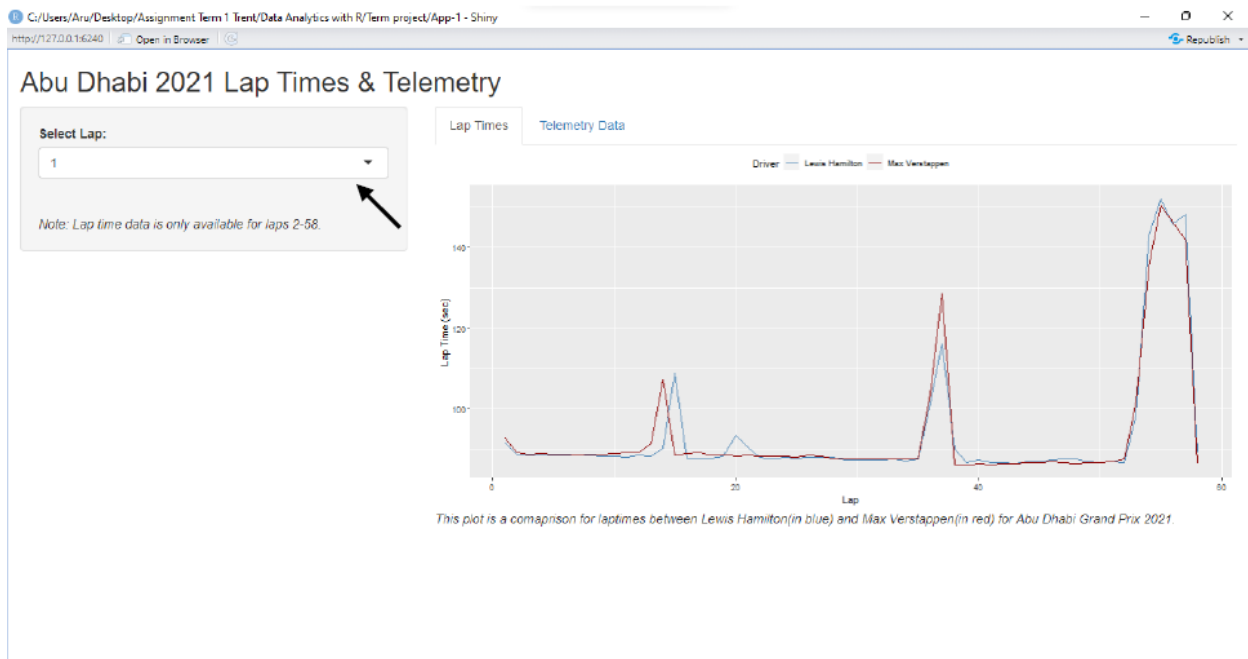 C:/Users/Aru/Desktop/Assignment Term 1 Trent/Data Analytics with R/Term project/App-1 - Shiny
http://127.0.0.1:6240 Open in Browser Republish
Abu Dhabi 2021 Lap Times & Telemetry
Select Lap:
1
Note: Lap time data is only available for laps 2-58.
Lap Times Telemetry Data
Driver Lewis Hamilton Max Verstappen
140
120
100
Lap Time (sec)
0 20 40 60
Lap
This plot is a comaprison for laptimes between Lewis Hamilton(in blue) and Max Verstappen(in red) for Abu Dhabi Grand Prix 2021.